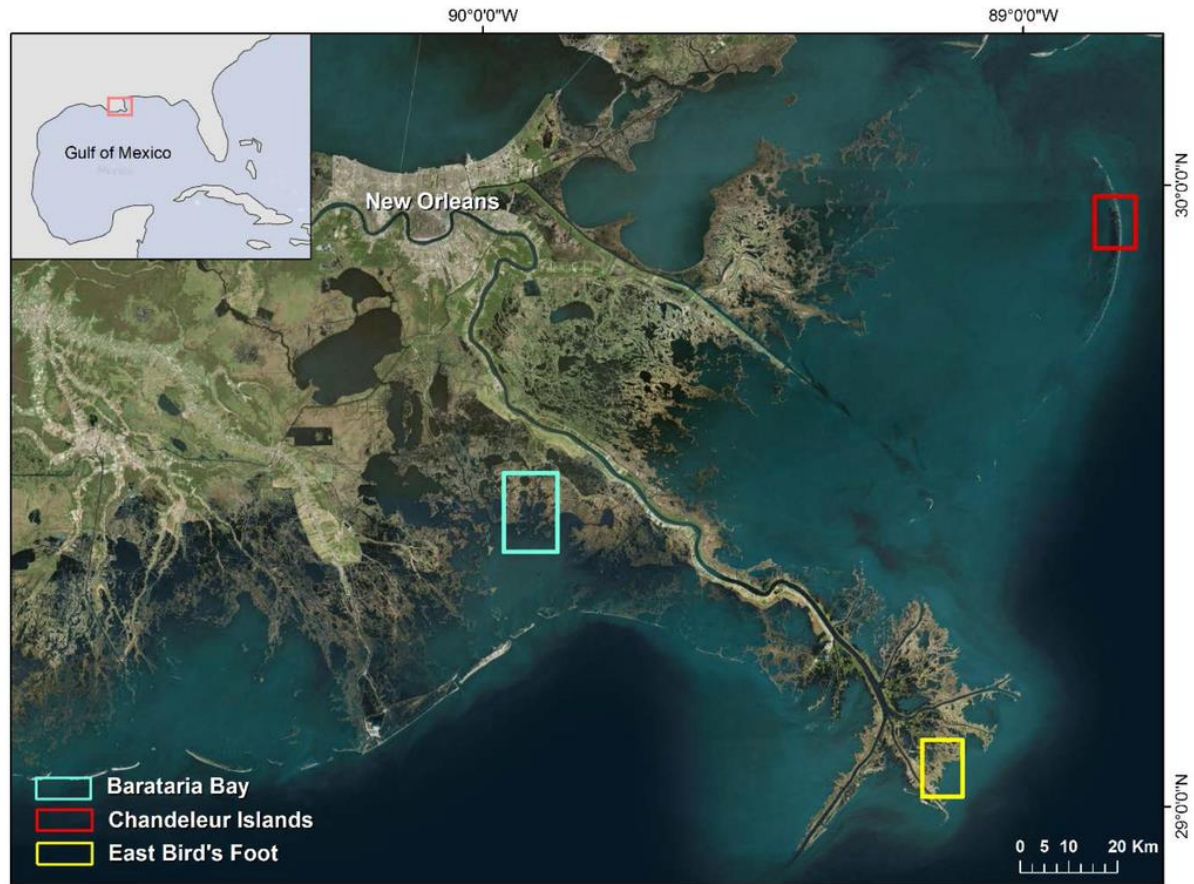 90°0'0"W
89°0'0"W
Gulf of Mexico
New Orleans
30°0'0"N
29°0'0"N
Barataria Bay
Chandeleur Islands
East Bird's Foot
0 5 10 20 Km